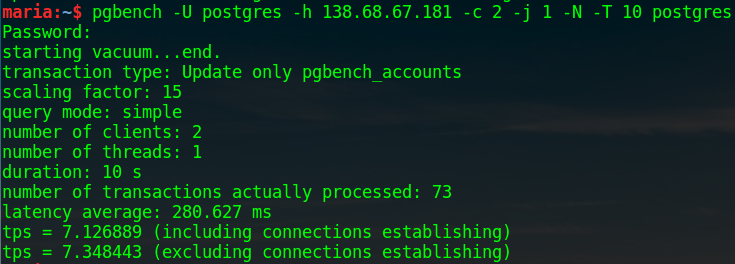 maria:~$ pgbench -U postgres -h 138.68.67.181 -c 2 -j 1 -N -T 10 postgres
Password:
starting vacuum...end.
transaction type: Update only pgbench_accounts
scaling factor: 15
query mode: simple
number of clients: 2
number of threads: 1
duration: 10 s
number of transactions actually processed: 73
latency average: 280.627 ms
tps = 7.126889 (including connections establishing)
tps = 7.348443 (excluding connections establishing)